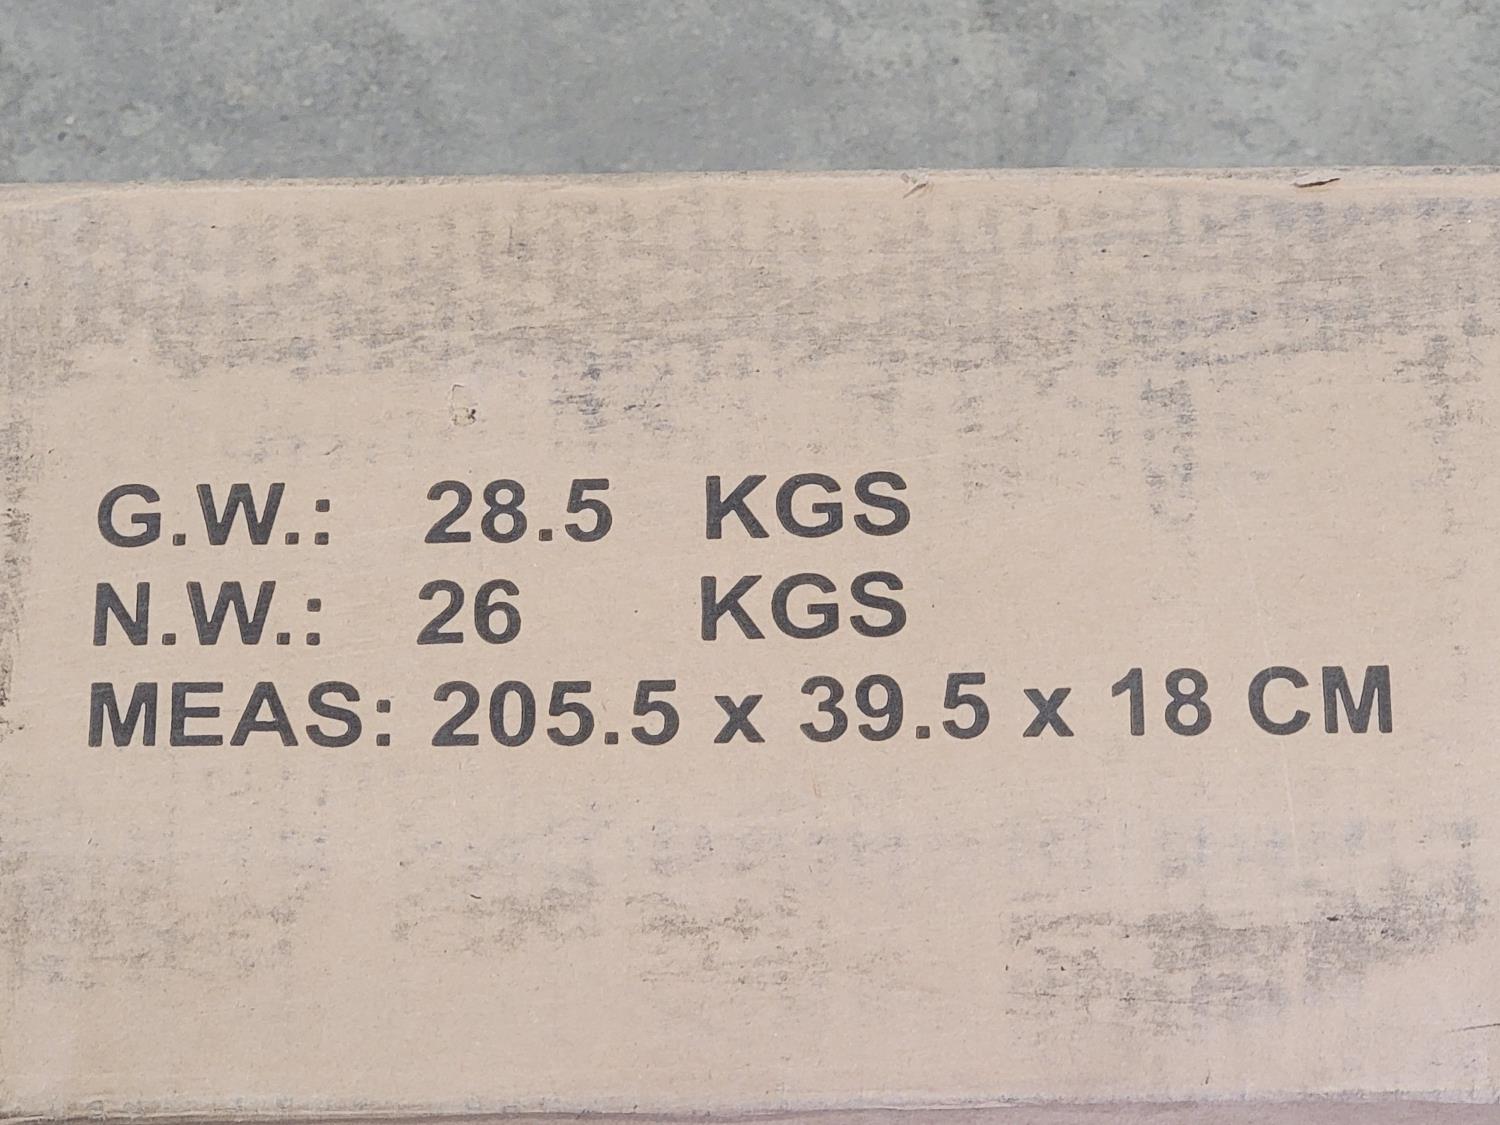 G.W.: 28.5 KGS
N.W.: 26 KGS
MEAS: 205.5 x 39.5 x 18 CM